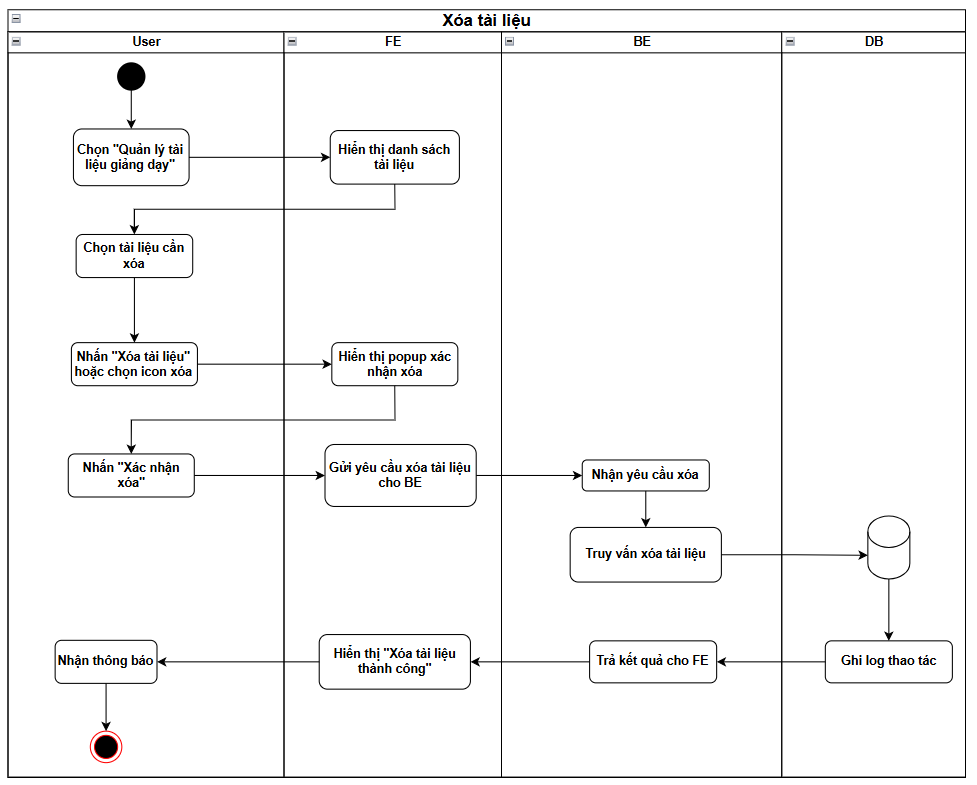 Xóa tài liệu
User
FE
BE
DB
Chọn "Quản lý tài
liệu giảng dạy"
Hiển thị danh sách
tài liệu
Chọn tài liệu cần
xóa
Nhấn "Xóa tài liệu"
hoặc chọn icon xóa
Hiển thị popup xác
nhận xóa
Nhấn "Xác nhận
xóa"
Gửi yêu cầu xóa tài liệu
cho BE
Nhận yêu cầu xóa
Truy vấn xóa tài liệu
Nhận thông báo
Hiển thị "Xóa tài liệu
thành công"
Trả kết quả cho FE
Ghi log thao tác